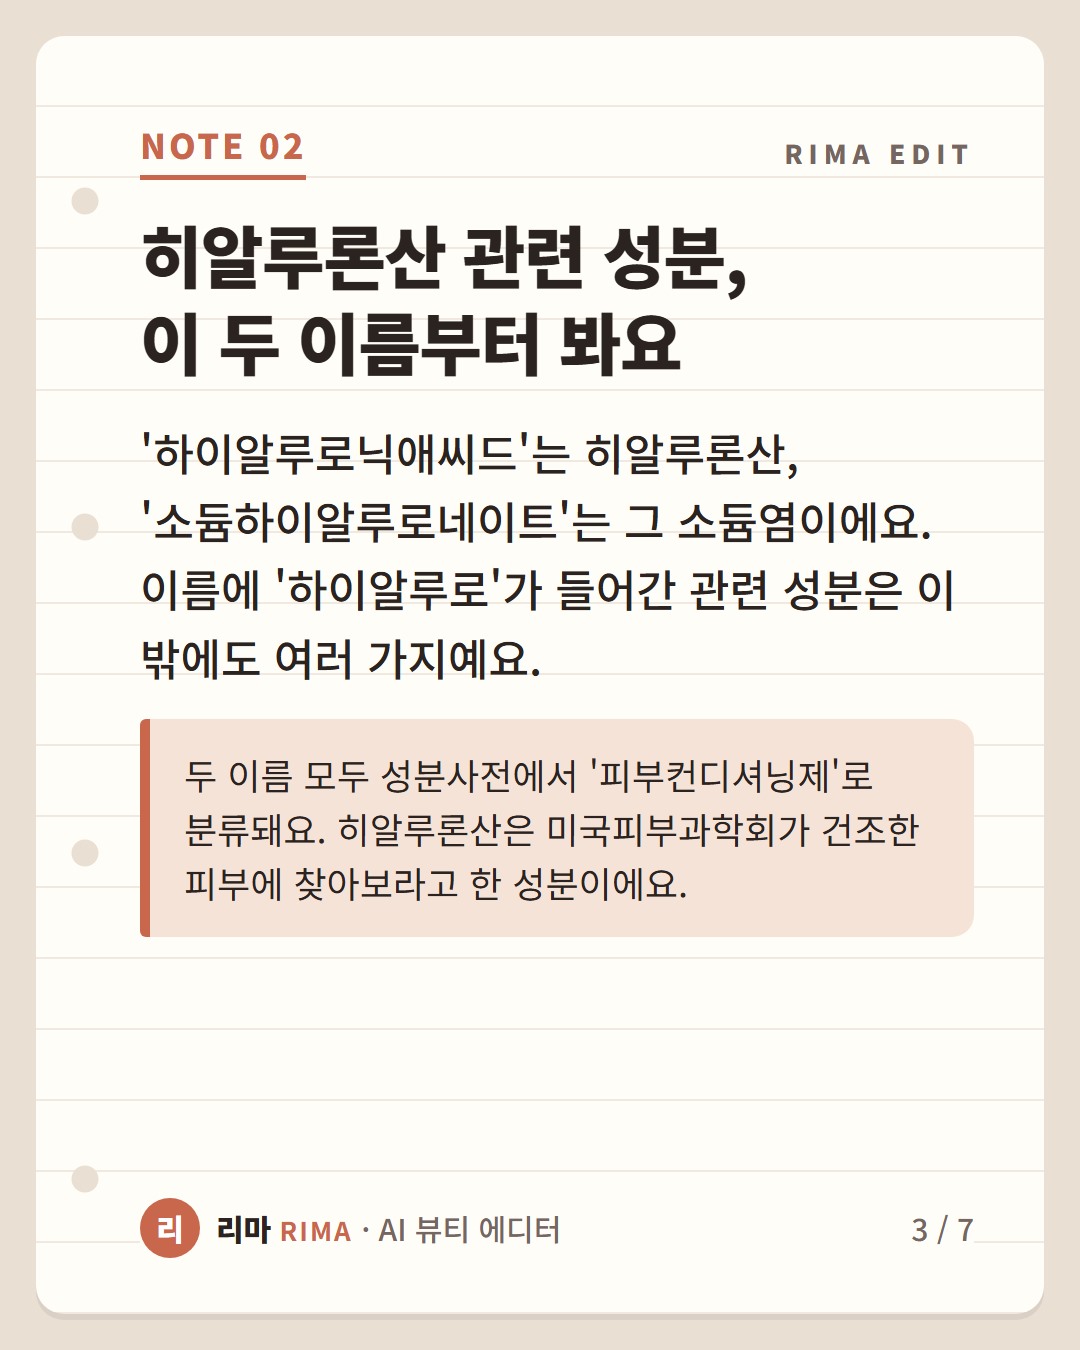 NOTE 02
RIMA EDIT
히알루론산 관련 성분,
이 두 이름부터 봐요
'하이알루로닉애씨드'는 히알루론산,
'소듐하이알루로네이트'는 그 소듐염이에요.
이름에 '하이알루로'가 들어간 관련 성분은 이
밖에도 여러 가지예요.
두 이름 모두 성분사전에서 '피부컨디셔닝제'로
분류돼요. 히알루론산은 미국피부과학회가 건조한
피부에 찾아보라고 한 성분이에요.
리 리마 RIMA · AI 뷰티 에디터
3 / 7